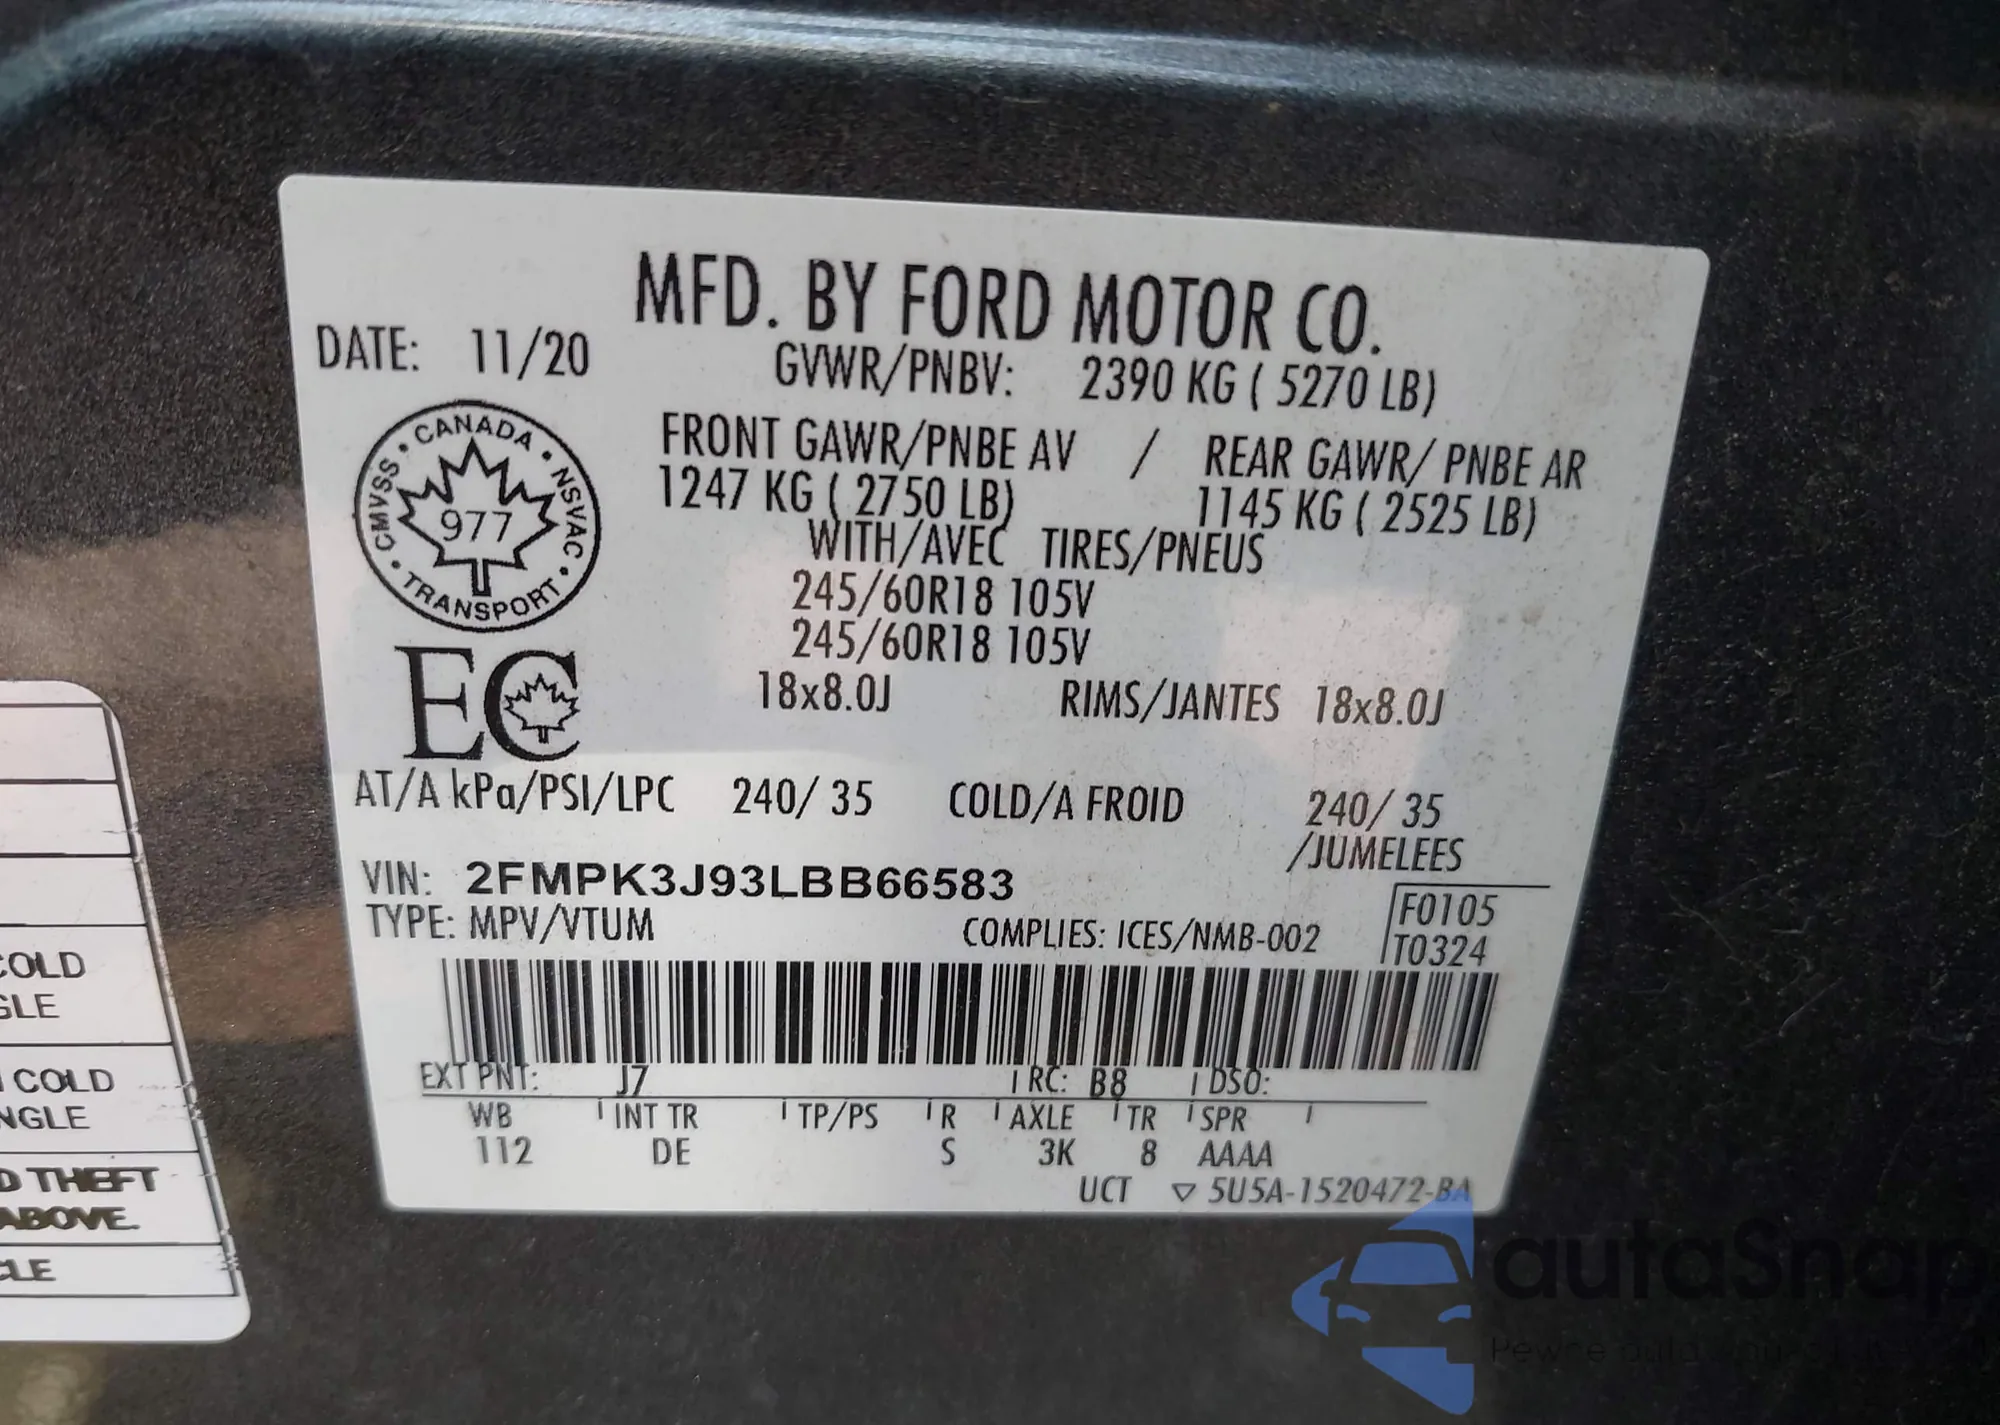 MFD. BY FORD MOTOR CO.
DATE: 11/20
GVWR/PNBV: 2390 KG ( 5270 LB)
FRONT GAWR/PNBE AV / REAR GAWR/ PNBE AR
1247 KG ( 2750 LB) 1145 KG ( 2525 LB)
WITH/AVEC TIRES/PNEUS
245/60R18 105V
245/60R18 105V
18x8.0J RIMS/JANTES 18x8.0J
CANADA • NSVAC • TRANSPORT • CMVSS •
977
EC
AT/A kPa/PSI/LPC 240/ 35 COLD/A FROID 240/ 35
/JUMELEES
VIN: 2FMPK3J93LBB66583
TYPE: MPV/VTUM COMPLIES: ICES/NMB-002
F0105
T0324
EXT PNT: J7 RC: B8 DSO:
WB INT TR TP/PS R AXLE TR SPR
112 DE S 3K 8 AAAA
UCT ▽ 5U5A-1520472-BA
COLD
GLE
COLD
NGLE
D THEFT
ABOVE.
CLE
autaSnap
Pewne auta